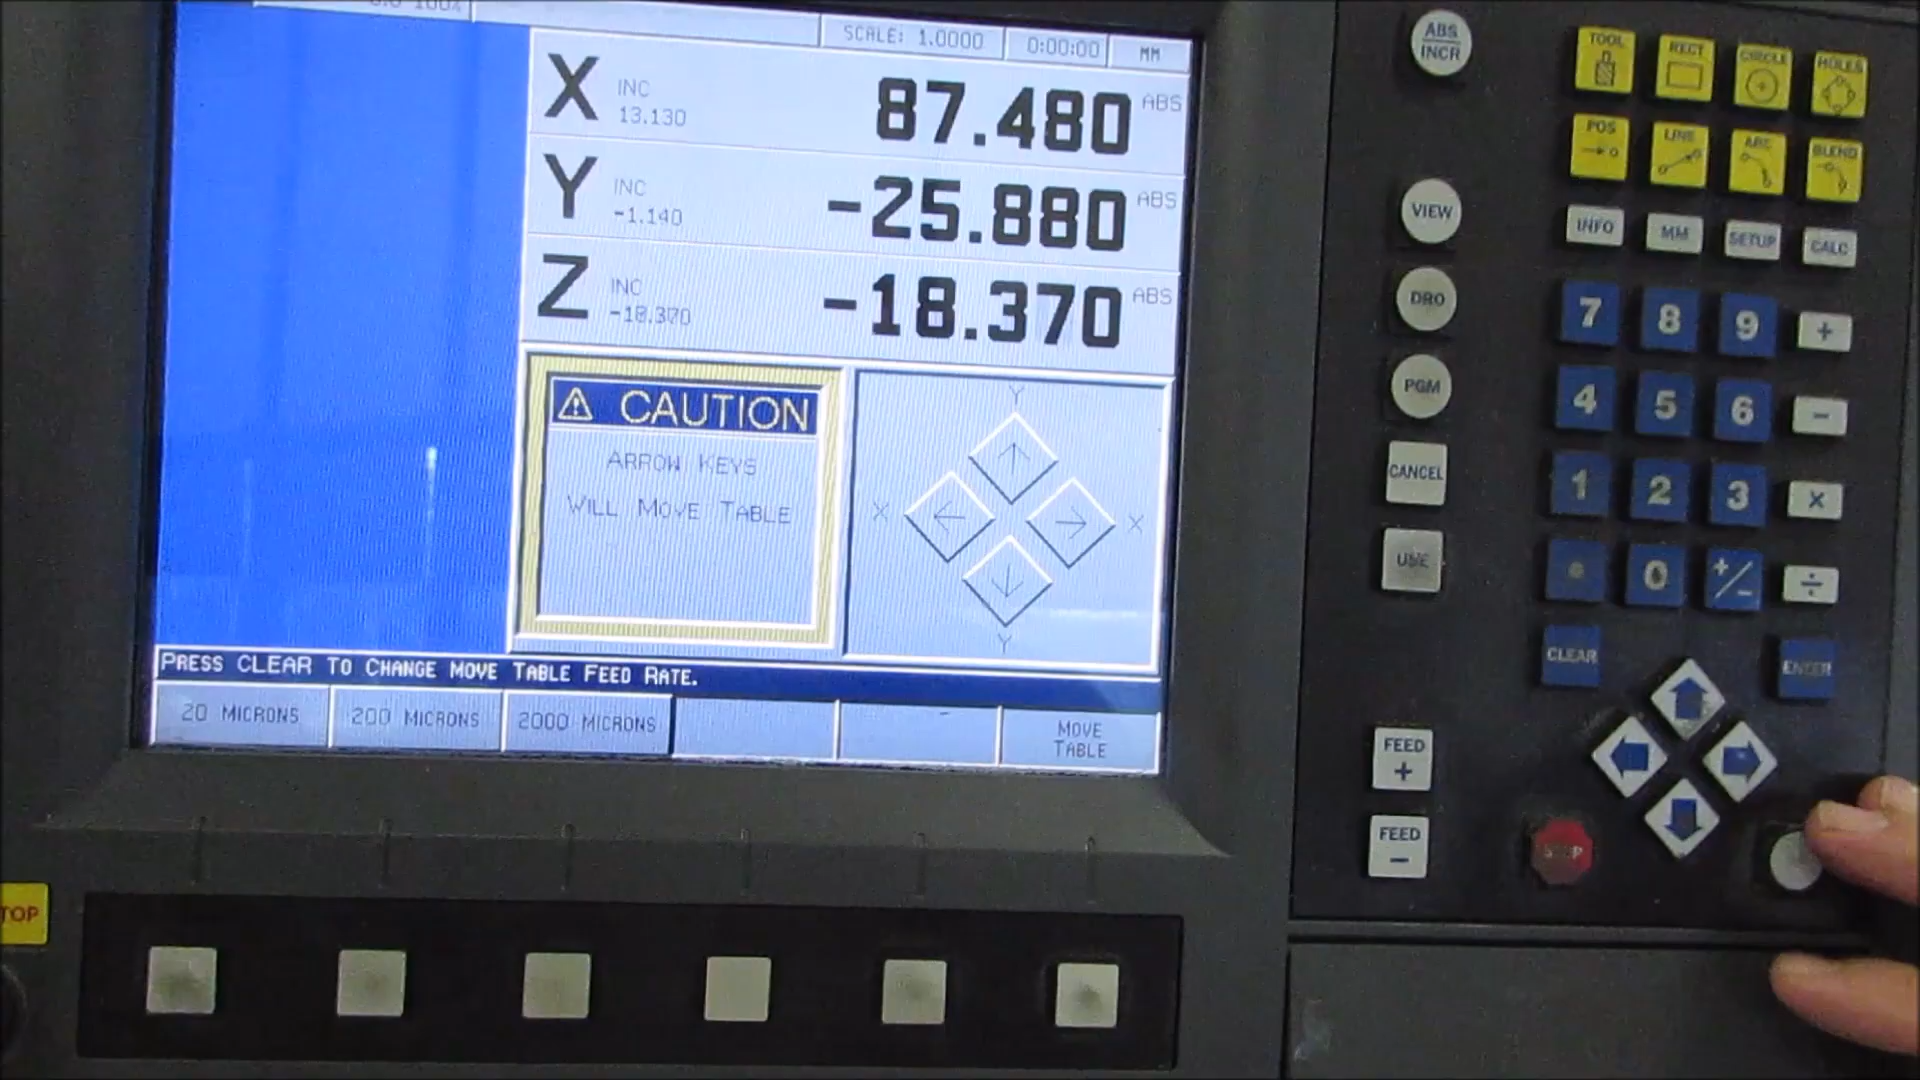 SCALE: 1.0000
0:00:00
MM
X
INC
13.130
87.480
ABS
Y
INC
-1.140
-25.880
ABS
Z
INC
-18.370
-18.370
ABS
CAUTION
ARROW KEYS
WILL MOVE TABLE
Y
X
X
Y
PRESS CLEAR TO CHANGE MOVE TABLE FEED RATE.
20 MICRONS
200 MICRONS
2000 MICRONS
MOVE
TABLE
TOP
ABS
INCR
VIEW
DRO
PGM
CANCEL
USE
FEED
+
FEED
-
TOOL
RECT
CIRCLE
HOLES
POS
LINE
ARC
BLEND
INFO
MM
SETUP
CALC
7
8
9
+
4
5
6
-
1
2
3
X
0
+/-
÷
CLEAR
ENTER
STOP